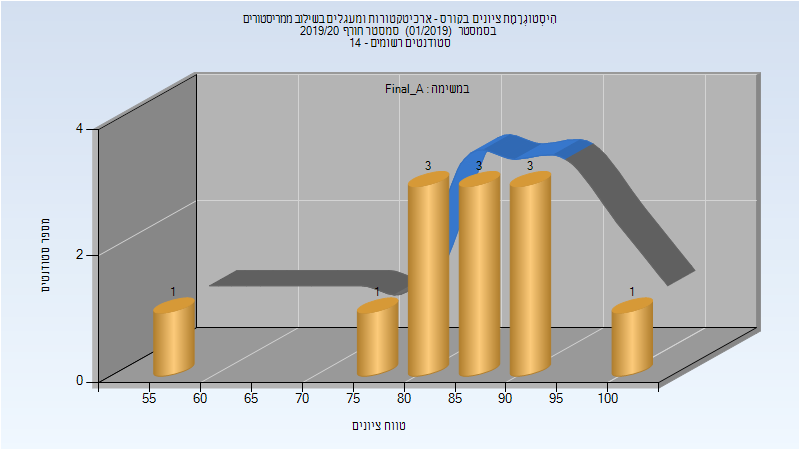 הִיסְטוֹגְרָמַת ציונים בקורס - ארכיטקטורות ומעגלים בשילוב ממריסטורים
בסמסטר (01/2019) סמסטר חורף 2019/20
סטודנטים רשומים - 14
במשימה : Final_A
מספר סטודנטים
4
2
0
1
1
3
3
3
1
55 60 65 70 75 80 85 90 95 100
טווח ציונים